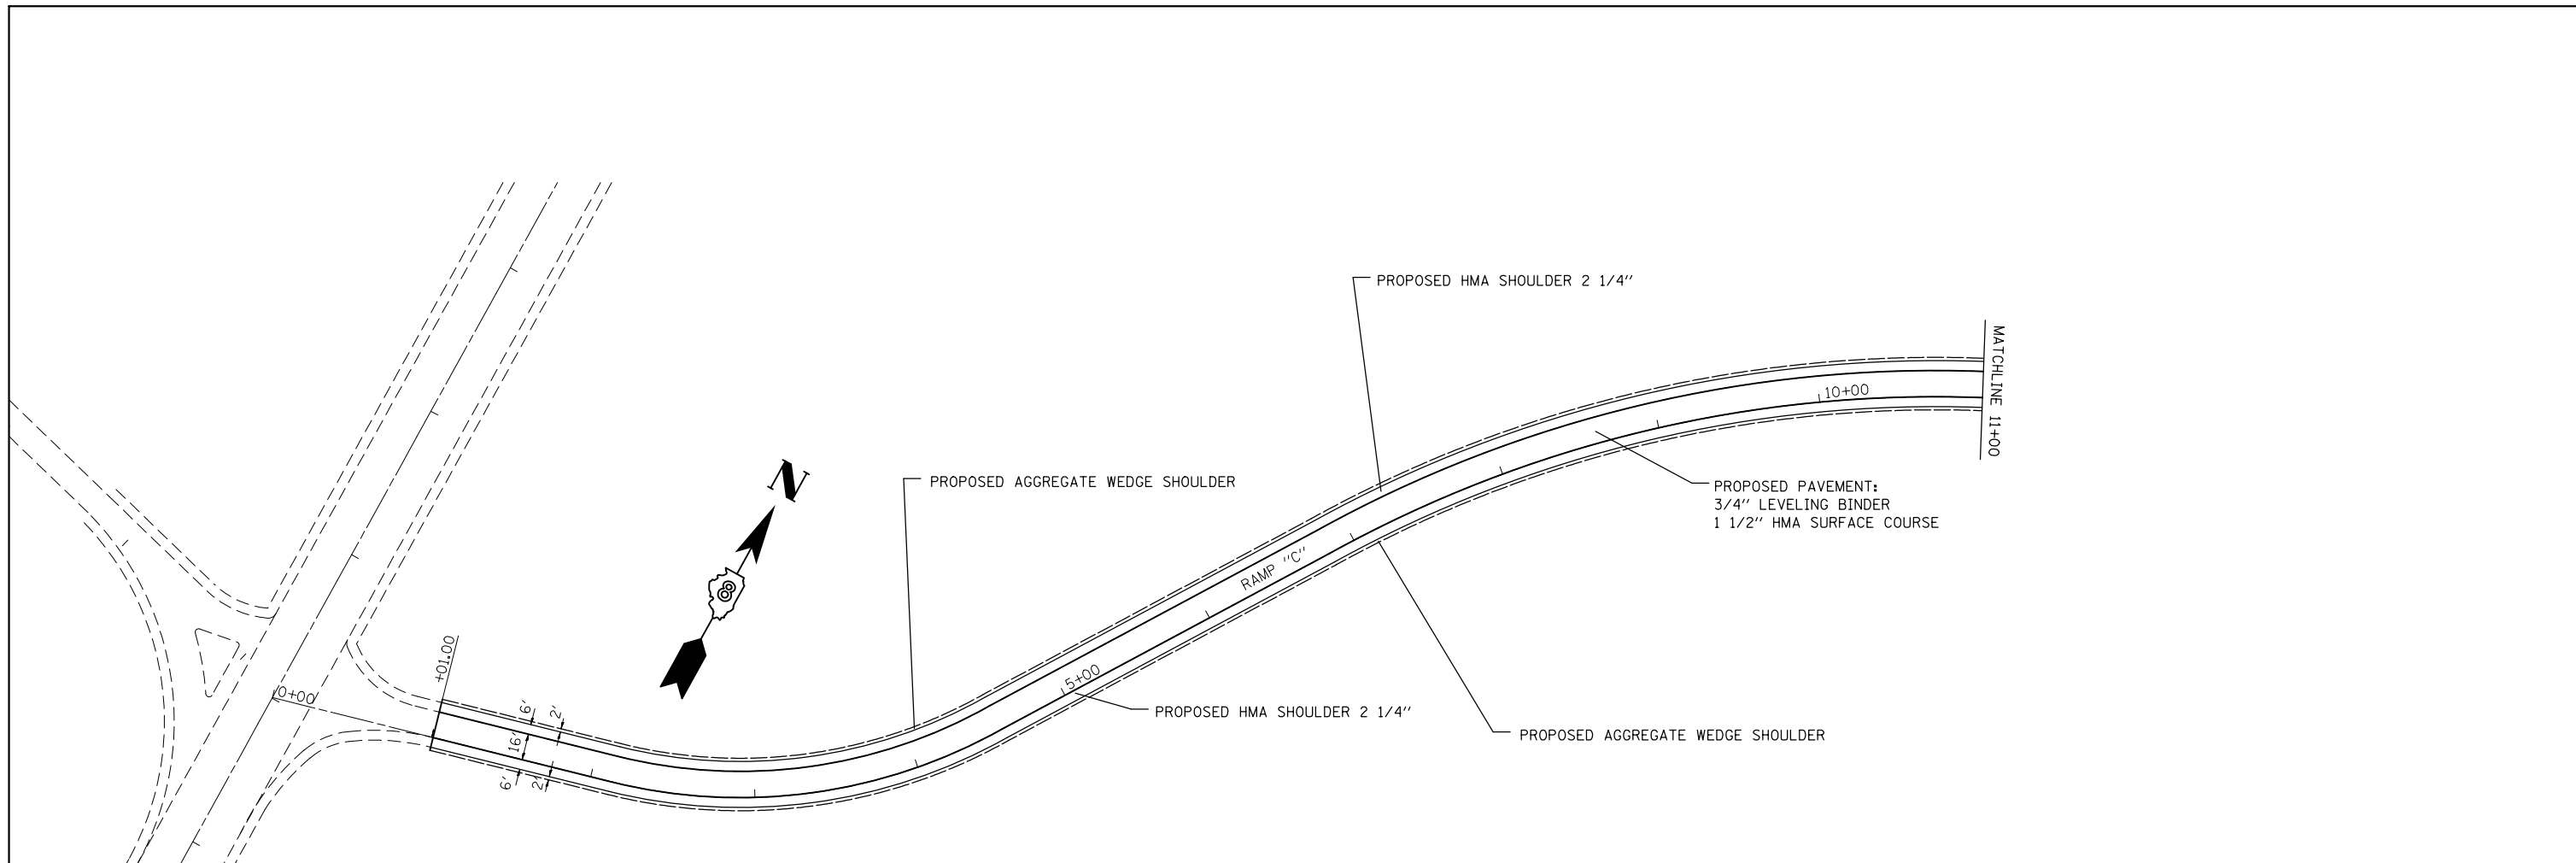 PROPOSED HMA SHOULDER 2 1/4"
MATCHLINE 11+00
10+00
N
PROPOSED AGGREGATE WEDGE SHOULDER
PROPOSED PAVEMENT:
3/4" LEVELING BINDER
1 1/2" HMA SURFACE COURSE
8
RAMP "C"
+01.00
0+00
5+00
6'
2'
16'
6'
2'
PROPOSED HMA SHOULDER 2 1/4"
PROPOSED AGGREGATE WEDGE SHOULDER